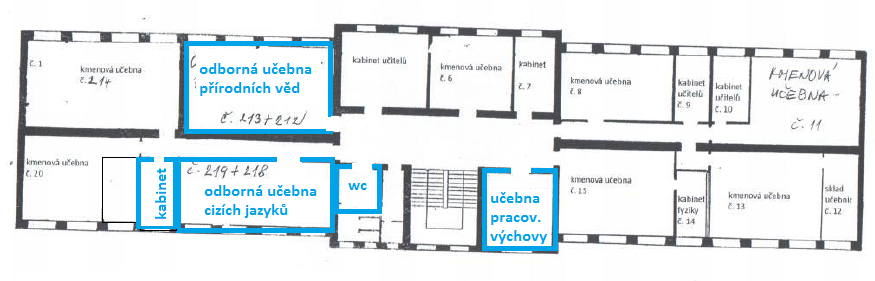 č. 1
kmenová učebna
č. 214
odborná učebna
přírodních věd
č. 213 + 212
kabinet učitelů
kmenová učebna
č. 6
kabinet
č. 7
kmenová učebna
č. 8
kabinet
učitelů
č. 9
kabinet
učitelů
č. 10
KMENOVÁ
UČEBNA
č. 11
kmenová učebna
č. 20
kabinet
č. 219 + 218
odborná učebna
cizích jazyků
wc
učebna
pracov.
výchovy
kmenová učebna
č. 15
kabinet
fyziky
č. 14
kmenová učebna
č. 13
sklad
učebnic
č. 12